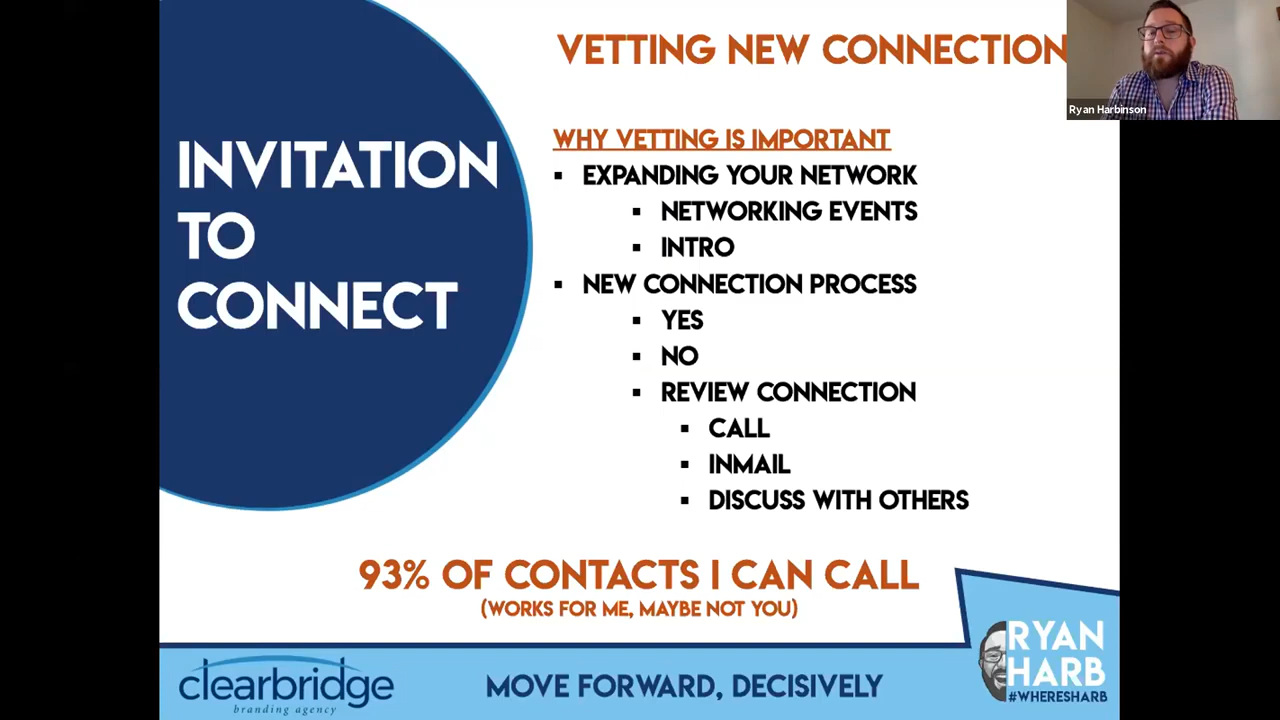 VETTING NEW CONNECTION
Ryan Harbinson
INVITATION
TO
CONNECT
WHY VETTING IS IMPORTANT
▪ EXPANDING YOUR NETWORK
▪ NETWORKING EVENTS
▪ INTRO
▪ NEW CONNECTION PROCESS
▪ YES
▪ NO
▪ REVIEW CONNECTION
▪ CALL
▪ INMAIL
▪ DISCUSS WITH OTHERS
93% OF CONTACTS I CAN CALL
(WORKS FOR ME, MAYBE NOT YOU)
clearbridge
branding agency
MOVE FORWARD, DECISIVELY
RYAN
HARB
#WHERESHARB